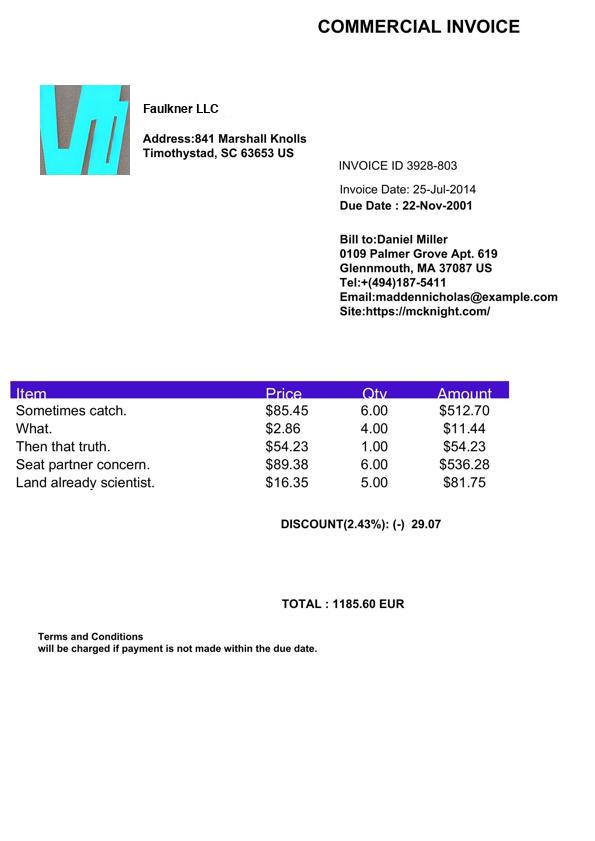 COMMERCIAL INVOICE
Faulkner LLC
Address:841 Marshall Knolls
Timothystad, SC 63653 US
INVOICE ID 3928-803
Invoice Date: 25-Jul-2014
Due Date : 22-Nov-2001
Bill to:Daniel Miller
0109 Palmer Grove Apt. 619
Glennmouth, MA 37087 US
Tel:+(494)187-5411
Email:maddennicholas@example.com
Site:https://mcknight.com/
Item Price Qty Amount
Sometimes catch. $85.45 6.00 $512.70
What. $2.86 4.00 $11.44
Then that truth. $54.23 1.00 $54.23
Seat partner concern. $89.38 6.00 $536.28
Land already scientist. $16.35 5.00 $81.75
DISCOUNT(2.43%): (-) 29.07
TOTAL : 1185.60 EUR
Terms and Conditions
will be charged if payment is not made within the due date.